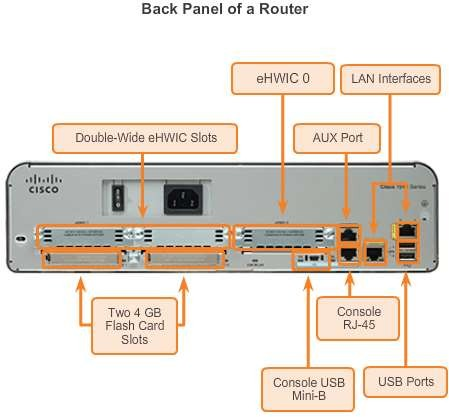 Back Panel of a Router
eHWIC 0
LAN Interfaces
Double-Wide eHWIC Slots
AUX Port
CISCO
Two 4 GB
Flash Card
Slots
Console
RJ-45
Console USB
Mini-B
USB Ports